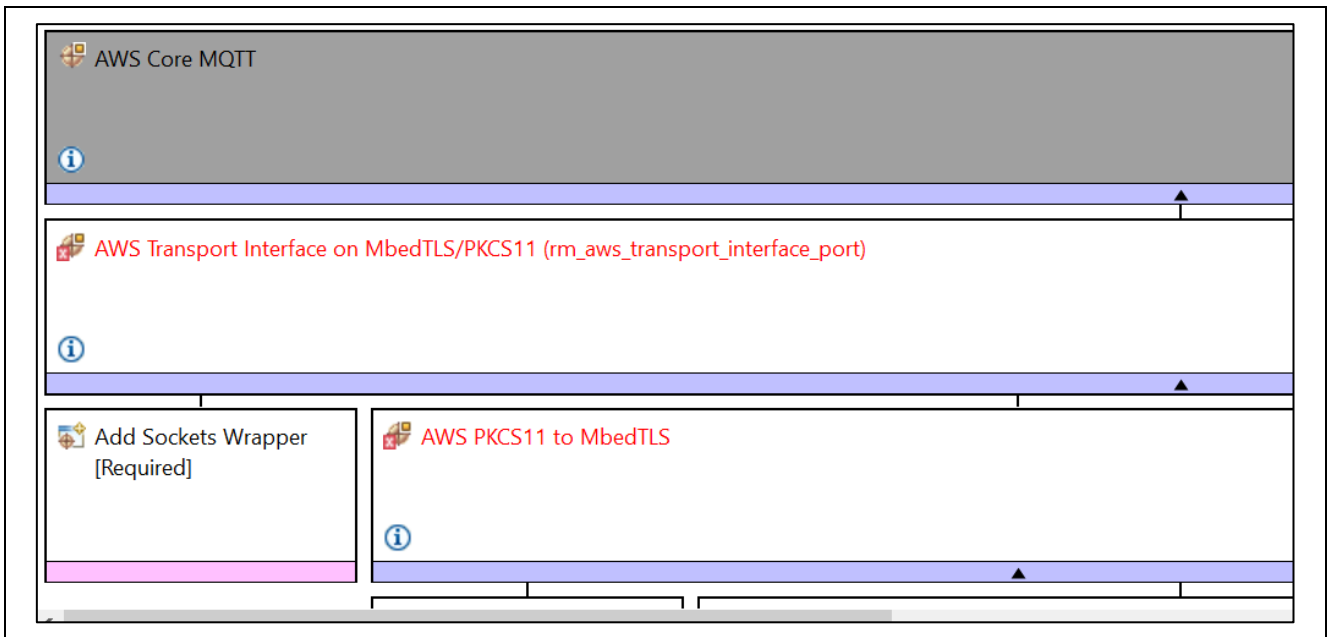 AWS Core MQTT
AWS Transport Interface on MbedTLS/PKCS11 (rm_aws_transport_interface_port)
Add Sockets Wrapper
[Required]
AWS PKCS11 to MbedTLS